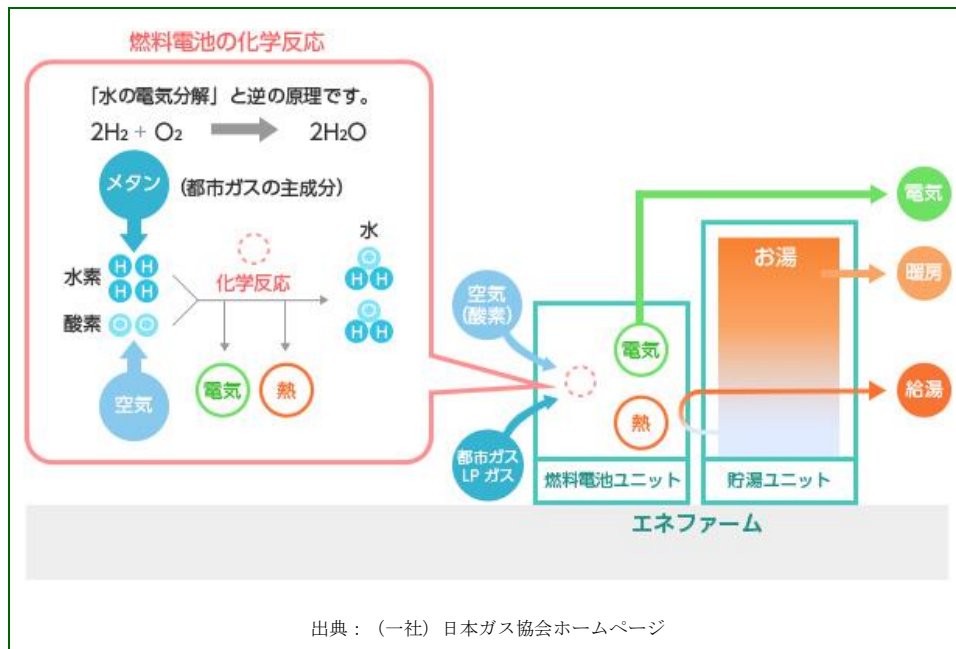 燃料電池の化学反応
「水の電気分解」と逆の原理です。
2H₂ + O₂ 2H₂O
メタン
(都市ガスの主成分)
水素
H H
H H
酸素
O O
空気
化学反応
電気
熱
水
O
H H
O
H H
空気
(酸素)
都市ガス
LP ガス
電気
熱
燃料電池ユニット
お湯
貯湯ユニット
エネファーム
電気
暖房
給湯
出典:(一社)日本ガス協会ホームページ